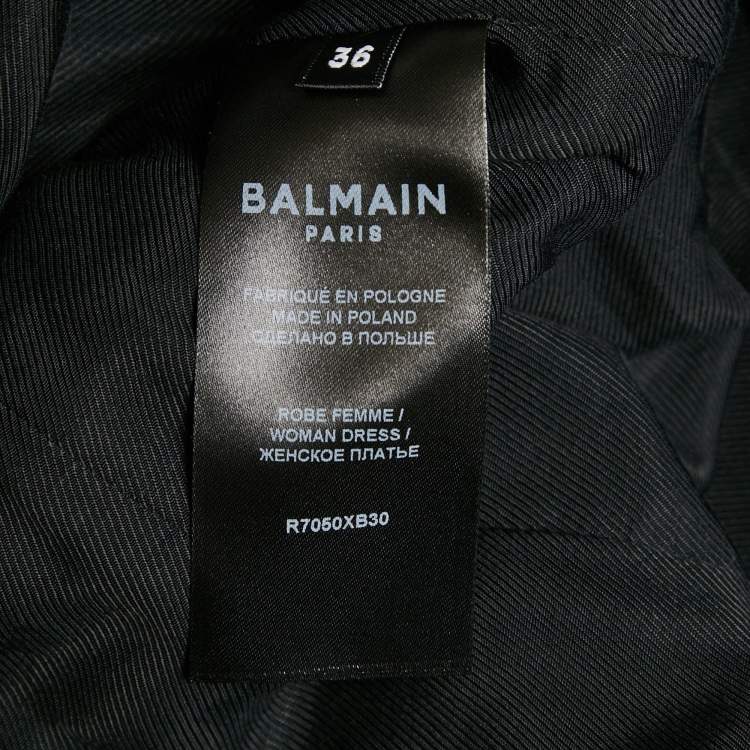 36
BALMAIN
PARIS
FABRIQUÉ EN POLOGNE
MADE IN POLAND
СДЕЛАНО В ПОЛЬШЕ
ROBE FEMME /
WOMAN DRESS /
ЖЕНСКОЕ ПЛАТЬЕ
R7050XB30